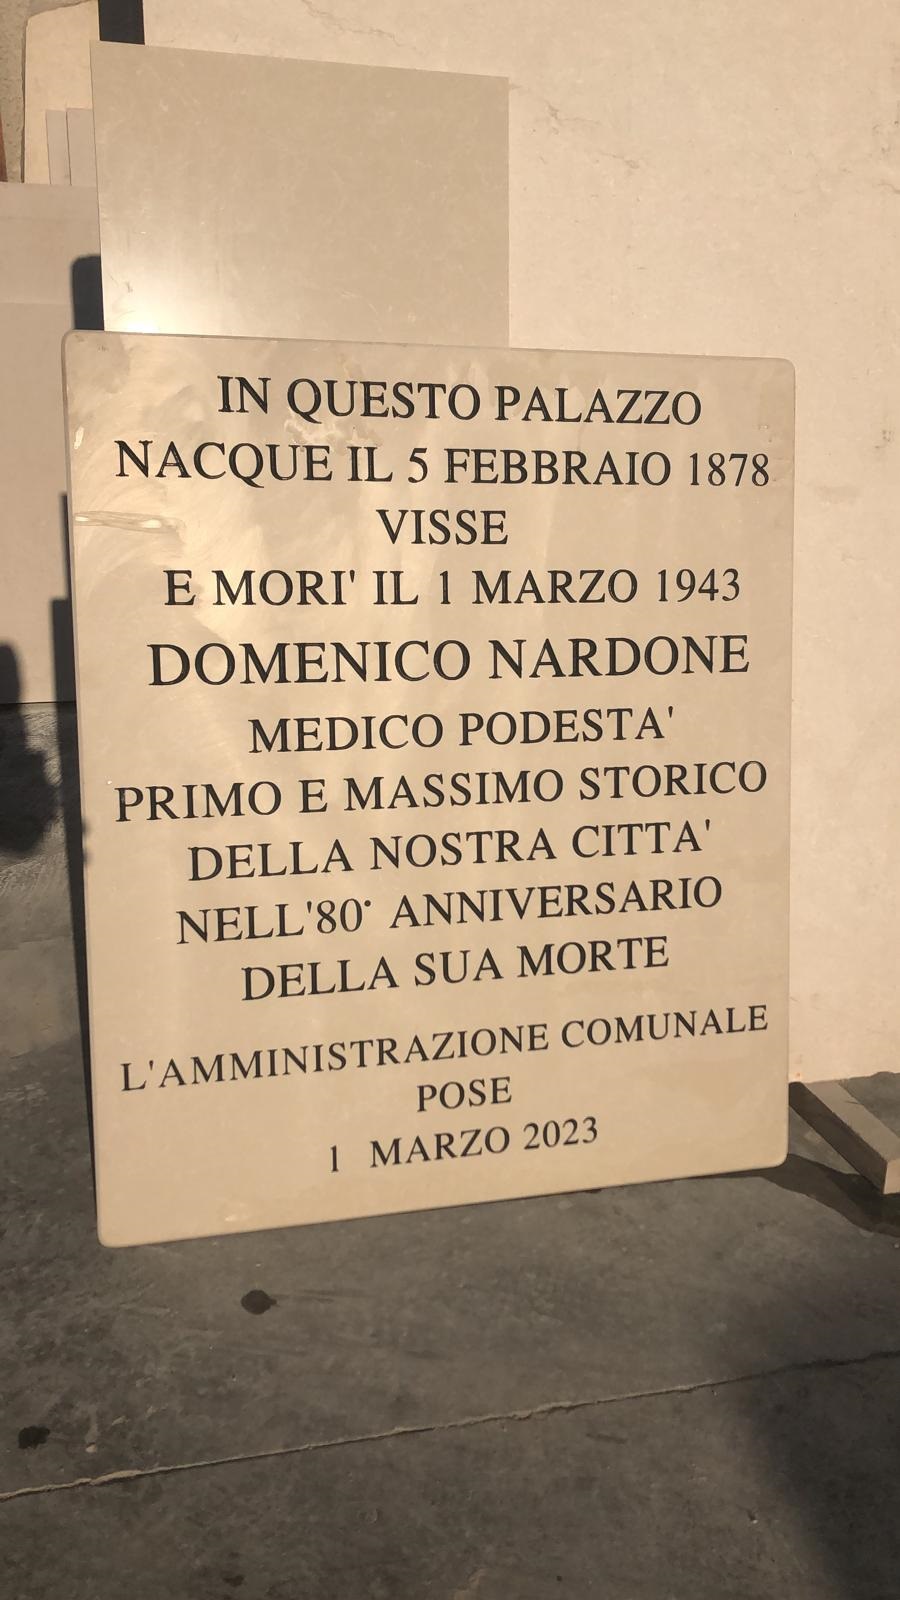 IN QUESTO PALAZZO
NACQUE IL 5 FEBBRAIO 1878
VISSE
E MORI' IL 1 MARZO 1943
DOMENICO NARDONE
MEDICO PODESTA'
PRIMO E MASSIMO STORICO
DELLA NOSTRA CITTA'
NELL'80° ANNIVERSARIO
DELLA SUA MORTE
L'AMMINISTRAZIONE COMUNALE
POSE
1 MARZO 2023